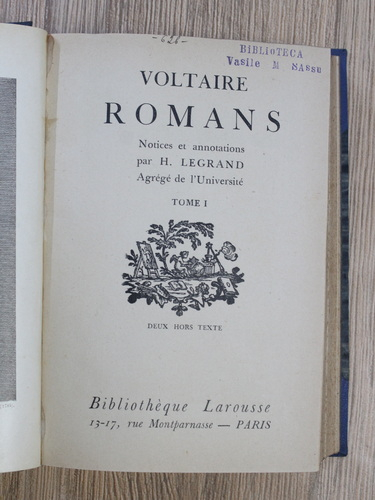 -621-
BIBLIOTECA
Vasile M SAssu
VOLTAIRE
ROMANS
Notices et annotations
par H. LEGRAND
Agrégé de l'Université
TOME I
DEUX HORS TEXTE
Bibliothèque Larousse
13-17, rue Montparnasse — PARIS